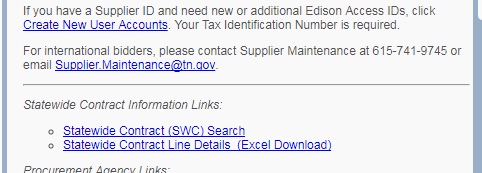 If you have a Supplier ID and need new or additional Edison Access IDs, click
Create New User Accounts. Your Tax Identification Number is required.
For international bidders, please contact Supplier Maintenance at 615-741-9745 or
email Supplier.Maintenance@tn.gov.
Statewide Contract Information Links:
Statewide Contract (SWC) Search
Statewide Contract Line Details (Excel Download)
Procurement Agency Links: